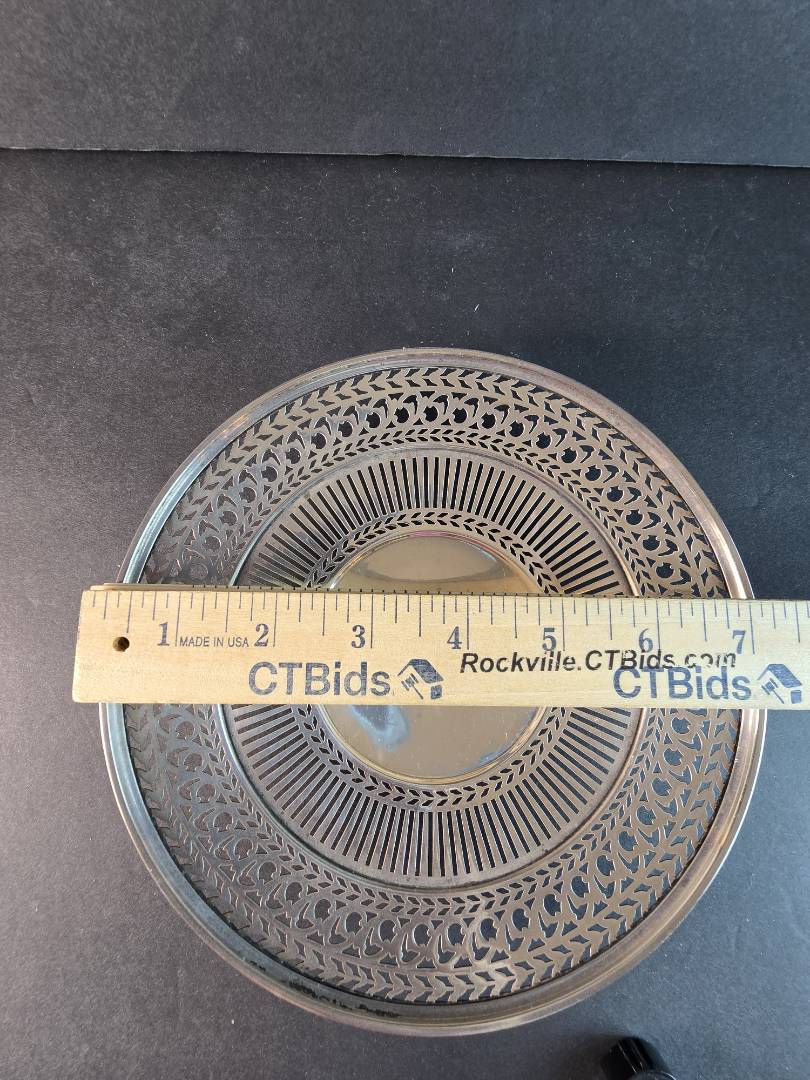 1 MADE IN USA 2 3 4 5 6 7
Rockville.CTBids.com
CTBids CTBids